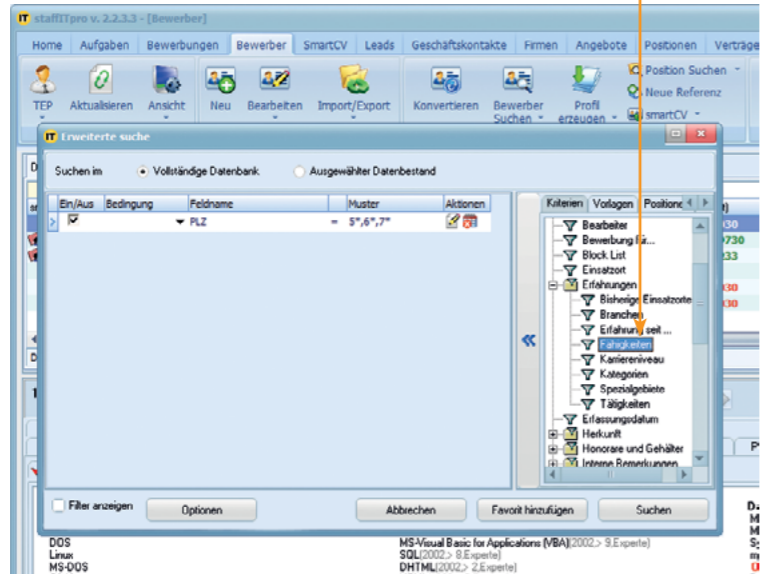 staffITpro v. 2.2.3.3 - [Bewerber]
Home Aufgaben Bewerbungen Bewerber SmartCV Leads Geschäftskontakte Firmen Angebote Positionen Verträge
TEP Aktualisieren Ansicht Neu Bearbeiten Import/Export Konvertieren Bewerber Suchen Profil erzeugen
Position Suchen
Neue Referenz
smartCV
Erweiterte suche
Suchen im Vollständige Datenbank Ausgewählter Datenbestand
Ein/Aus Bedingung Feldname Muster Aktionen
PLZ = 5*,6*,7*
Kriterien Vorlagen Positione
Bearbeiter
Bewerbung für...
Block List
Einsatzort
Erfahrungen
Bisherige Einsatzorte
Branchen
Erfahrung seit ...
Fähigkeiten
Karriereniveau
Kategorien
Spezialgebiete
Tätigkeiten
Erfassungsdatum
Herkunft
Honorare und Gehälter
Interne Bemerkungen
Filter anzeigen Optionen Abbrechen Favorit hinzufügen Suchen
DOS MS-Visual Basic for Applications (VBA)(2002,> 9,Experte)
Linux SQL(2002,> 8,Experte)
MS-DOS DHTML(2002,> 2,Experte)